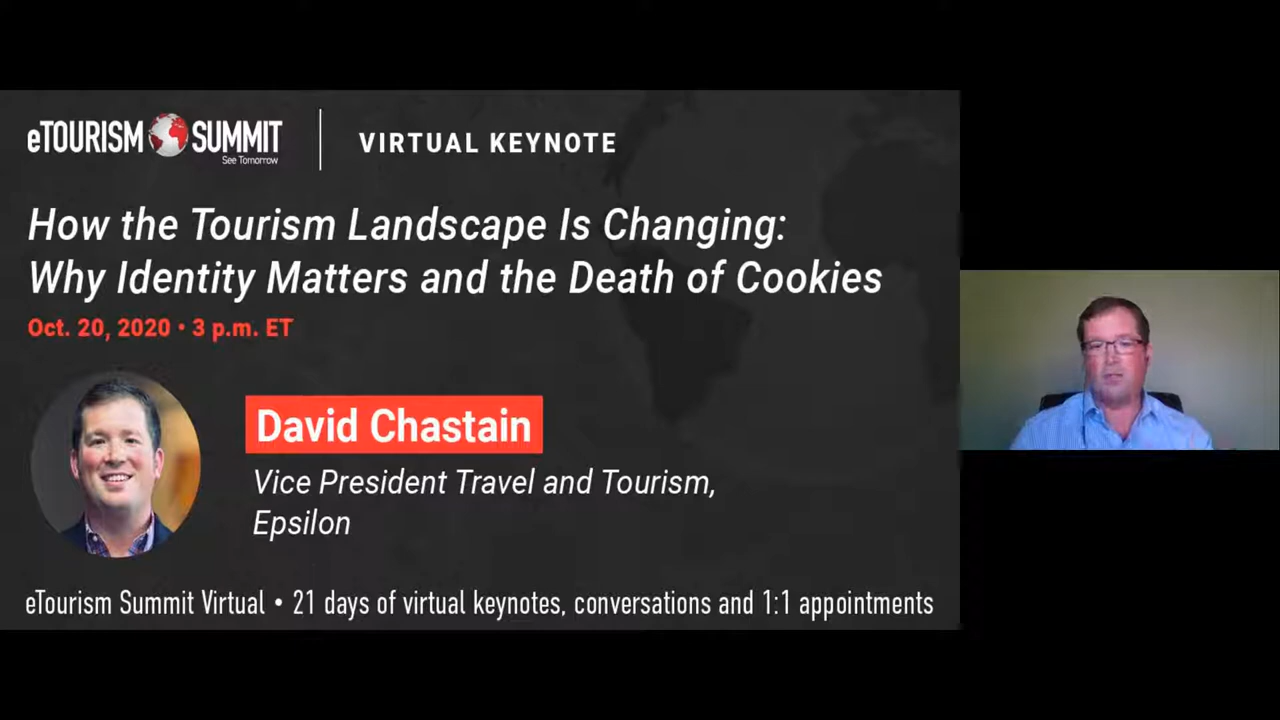 eTOURISM SUMMIT
See Tomorrow
VIRTUAL KEYNOTE
How the Tourism Landscape Is Changing:
Why Identity Matters and the Death of Cookies
Oct. 20, 2020 • 3 p.m. ET
David Chastain
Vice President Travel and Tourism,
Epsilon
eTourism Summit Virtual • 21 days of virtual keynotes, conversations and 1:1 appointments